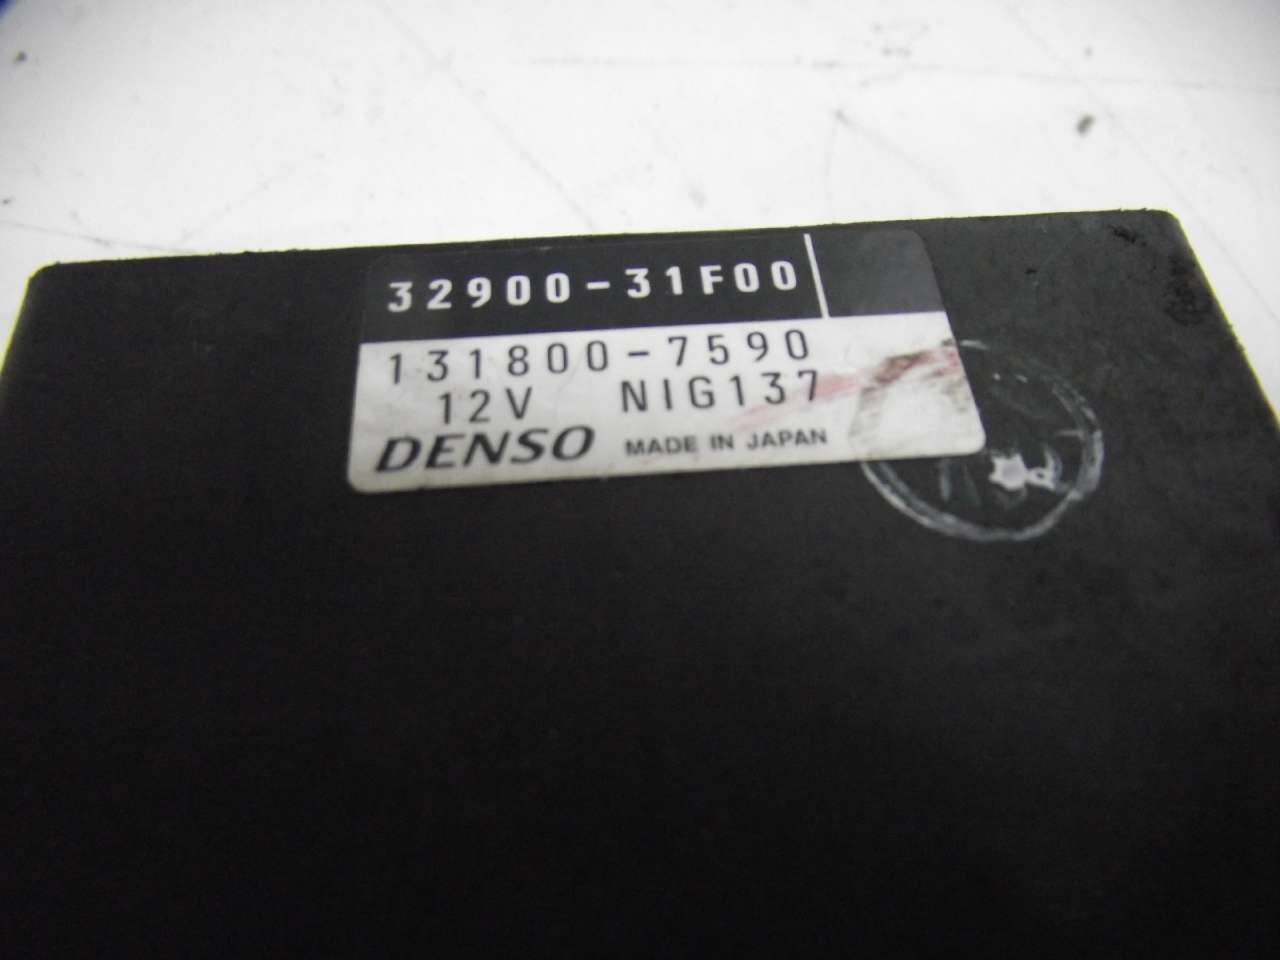 32900-31F00
131800-7590
12V NIG137
DENSO MADE IN JAPAN